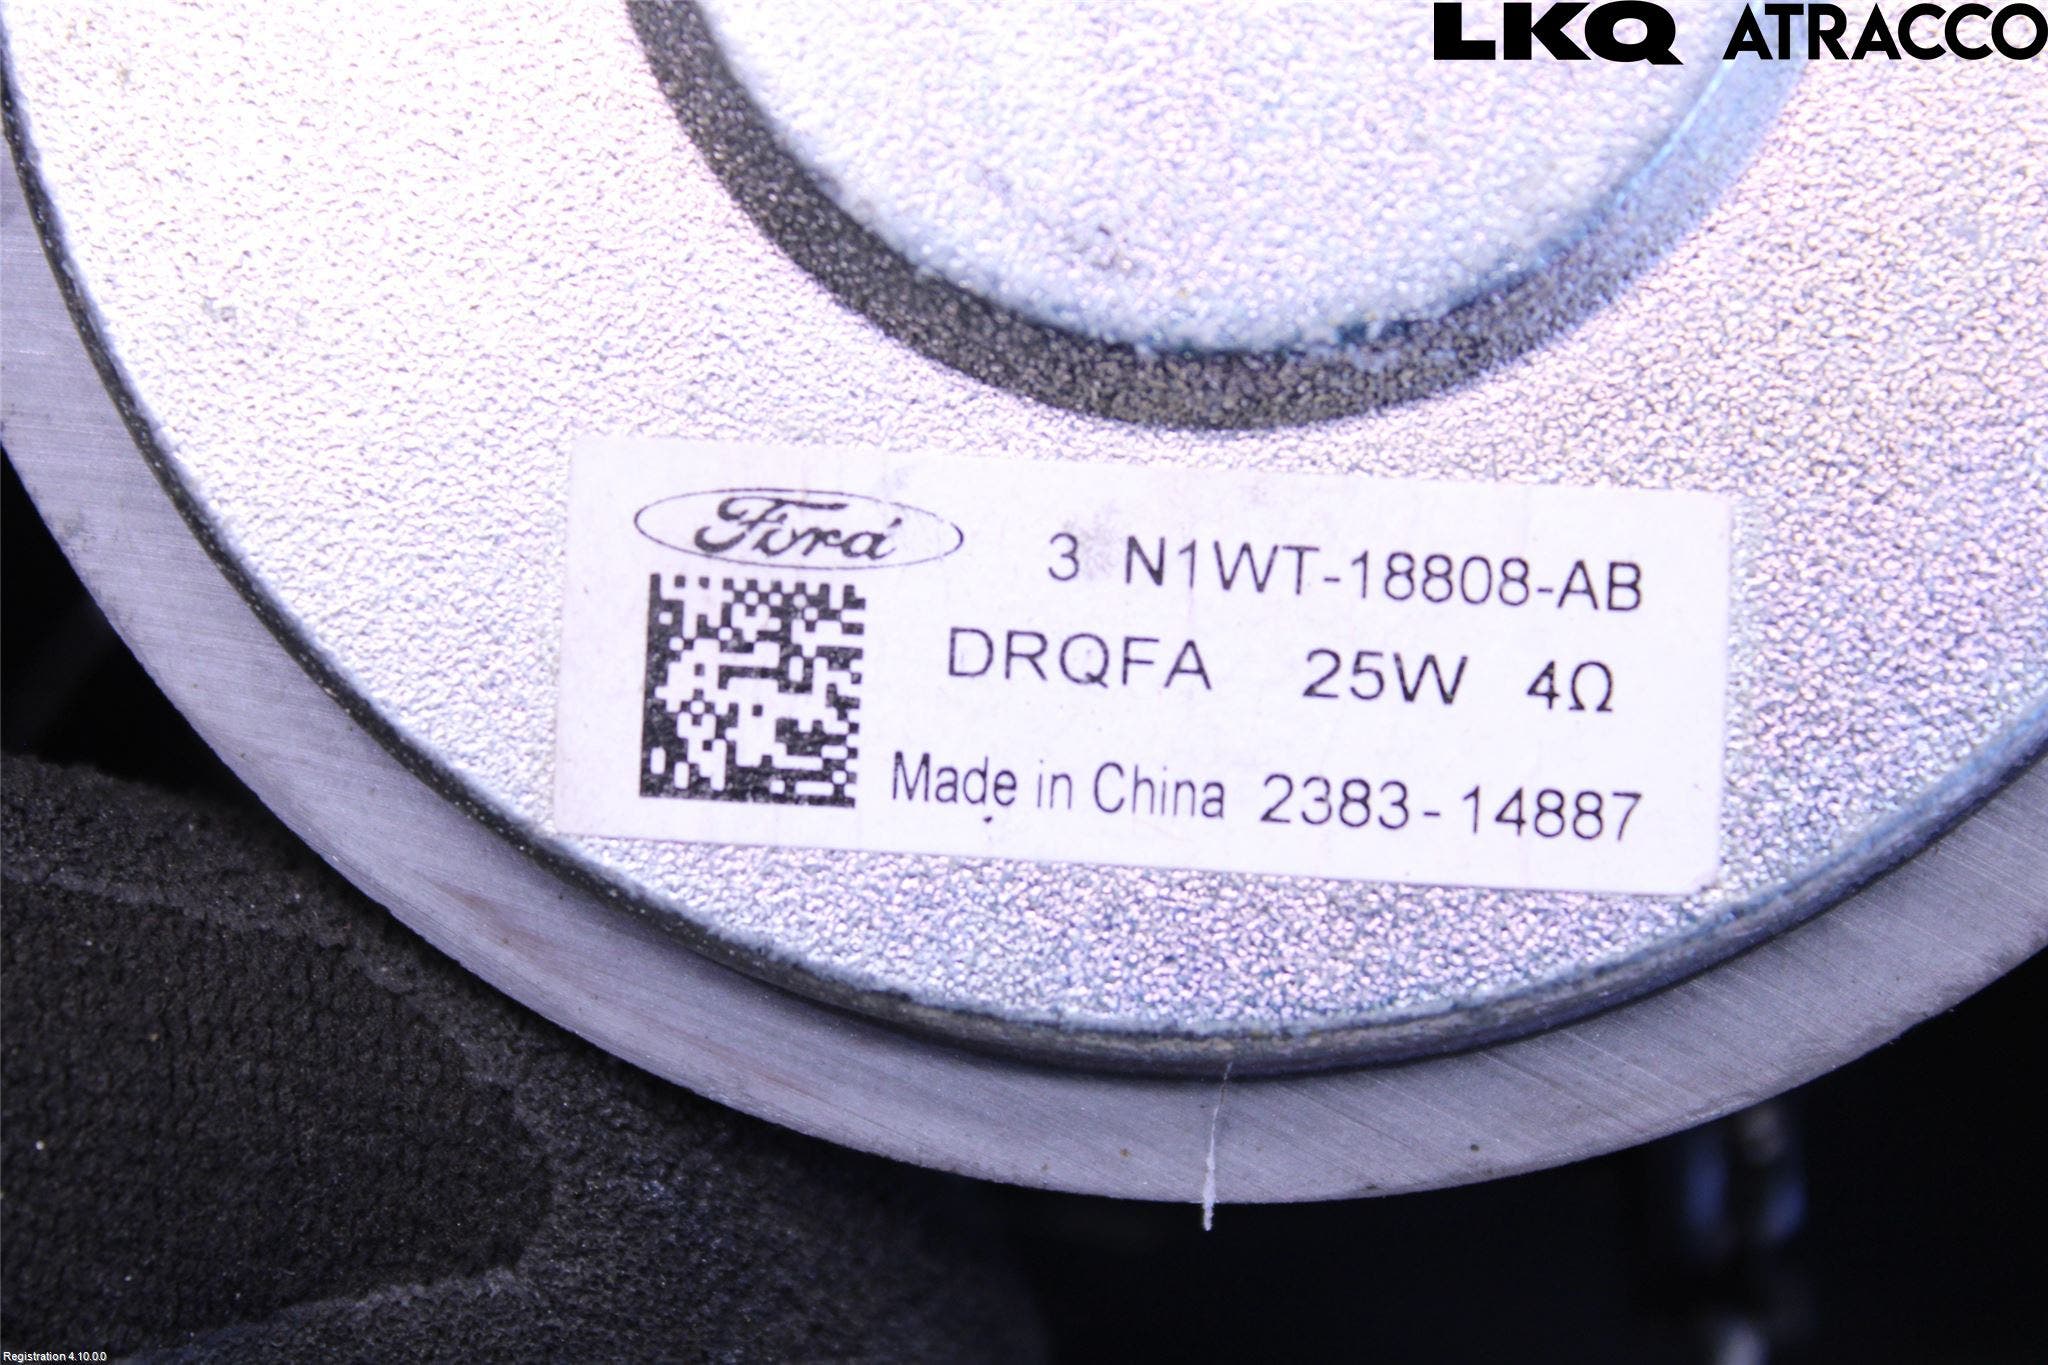 LKQ ATRACCO
Ford
3 N1WT-18808-AB
DRQFA 25W 4Ω
Made in China 2383-14887
Registration 4.10.0.0